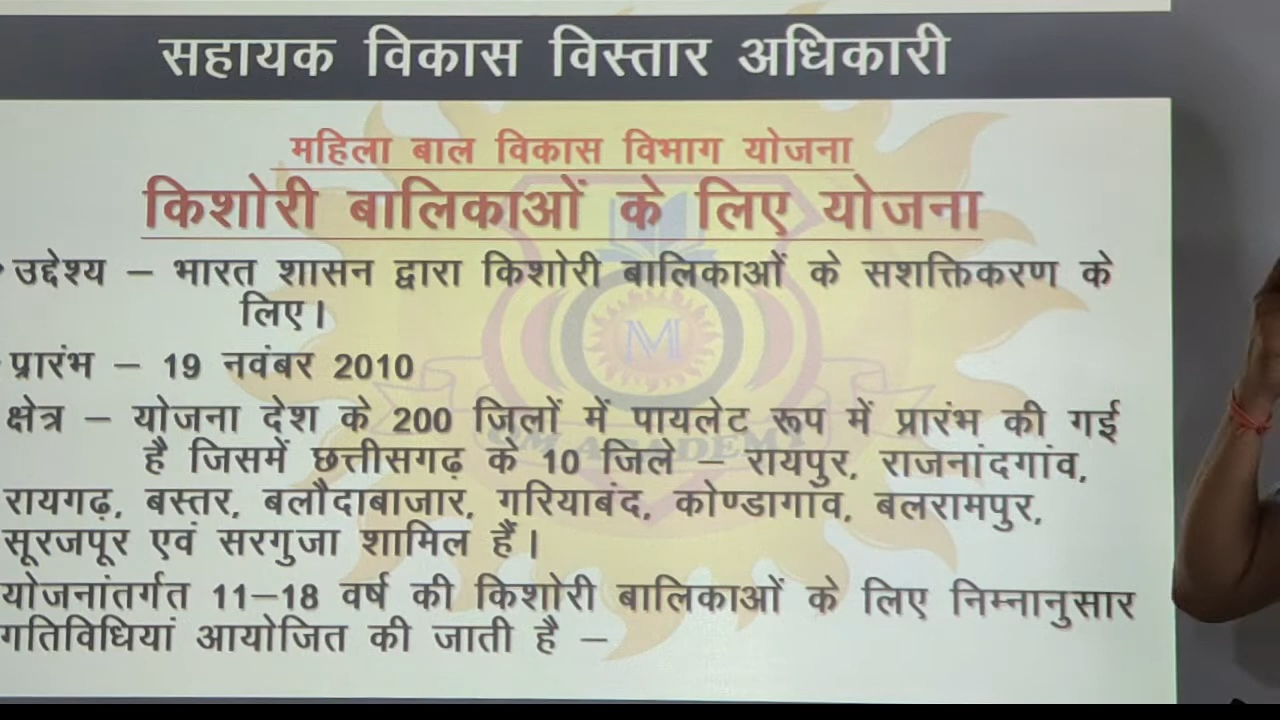 सहायक विकास विस्तार अधिकारी
महिला बाल विकास विभाग योजना
किशोरी बालिकाओं के लिए योजना
उद्देश्य – भारत शासन द्वारा किशोरी बालिकाओं के सशक्तिकरण के
लिए।
प्रारंभ – 19 नवंबर 2010
क्षेत्र – योजना देश के 200 जिलों में पायलेट रूप में प्रारंभ की गई
है जिसमें छत्तीसगढ़ के 10 जिले – रायपुर, राजनांदगांव,
रायगढ़, बस्तर, बलौदाबाजार, गरियाबंद, कोण्डागांव, बलरामपुर,
सूरजपूर एवं सरगुजा शामिल हैं।
योजनांतर्गत 11–18 वर्ष की किशोरी बालिकाओं के लिए निम्नानुसार
गतिविधियां आयोजित की जाती है –
M
ACADEMY